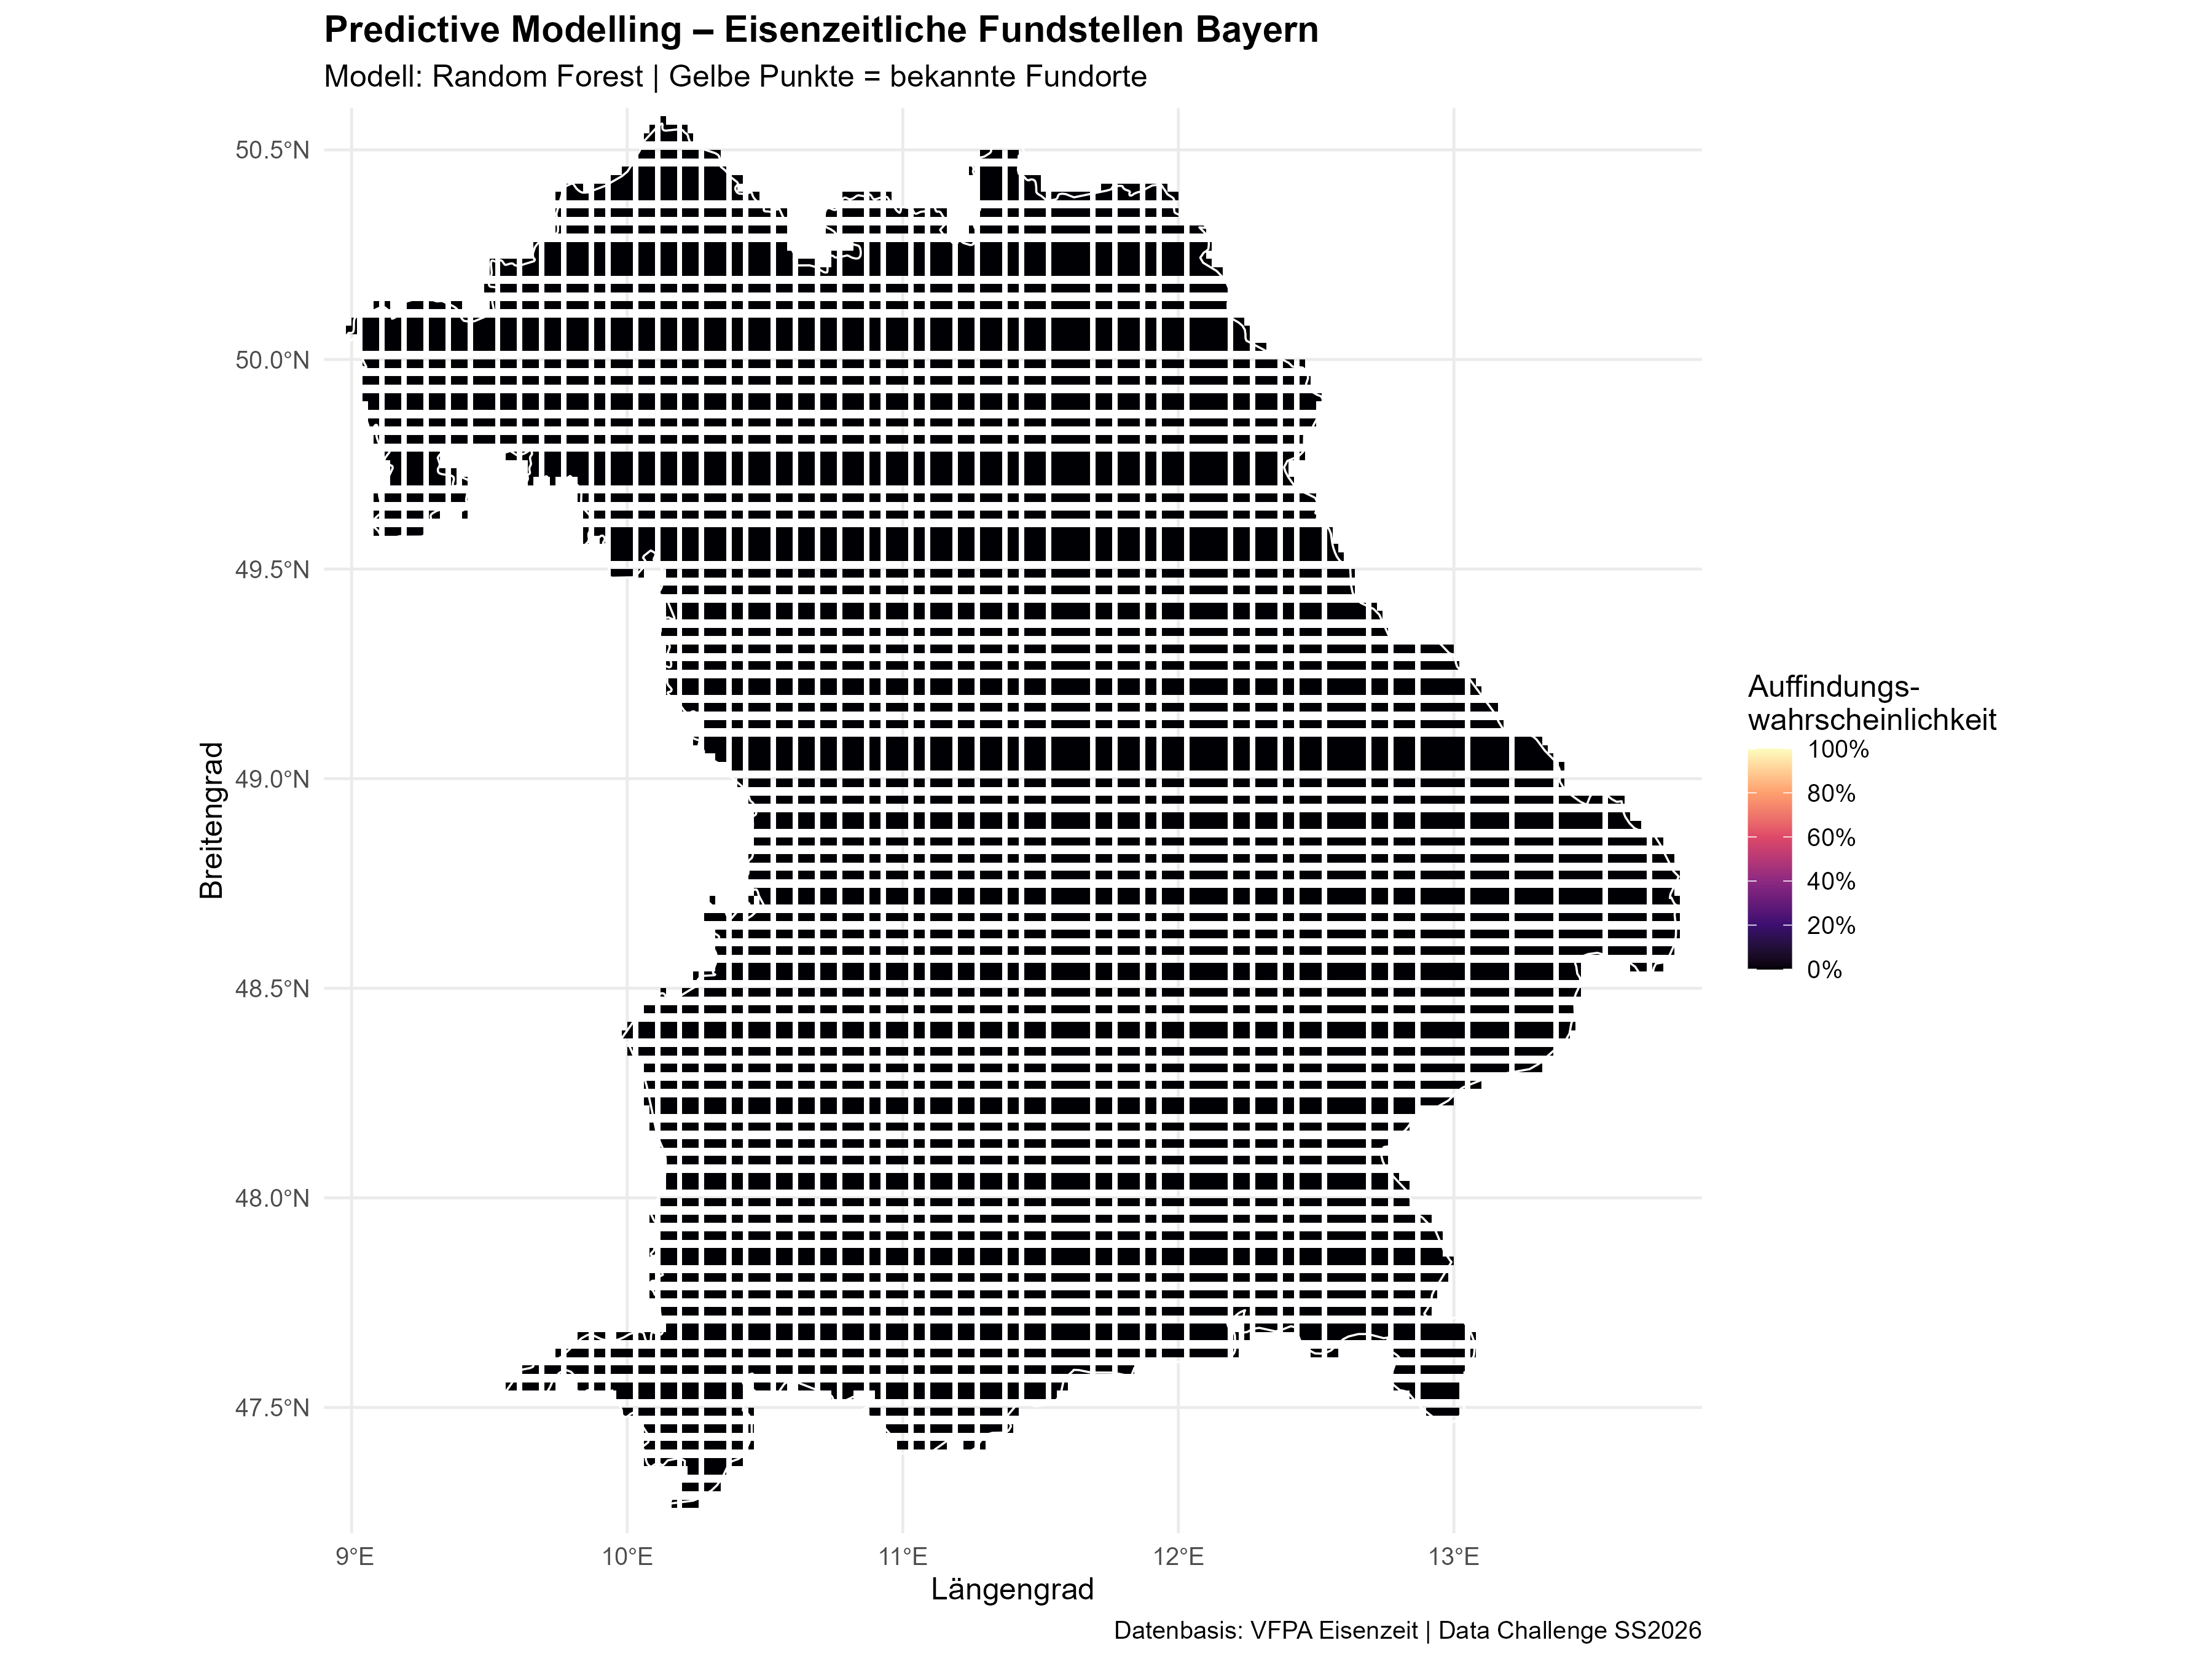 Predictive Modelling – Eisenzeitliche Fundstellen Bayern
Modell: Random Forest | Gelbe Punkte = bekannte Fundorte
50.5°N
50.0°N
49.5°N
49.0°N
48.5°N
48.0°N
47.5°N
Breitengrad
9°E
10°E
11°E
12°E
13°E
Längengrad
Auffindungs-
wahrscheinlichkeit
100%
80%
60%
40%
20%
0%
Datenbasis: VFPA Eisenzeit | Data Challenge SS2026